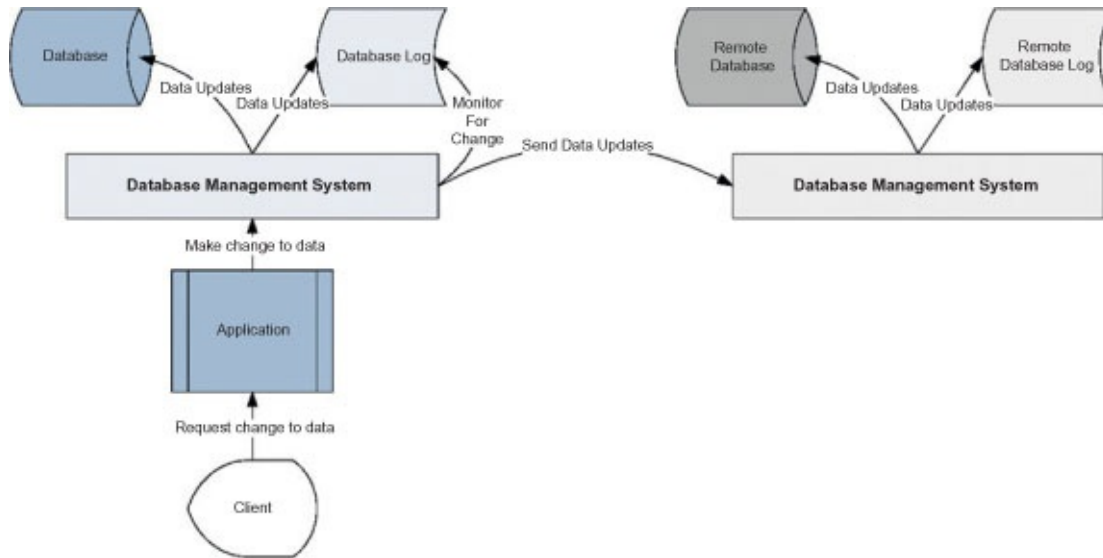 Database
Database Log
Remote
Database
Remote
Database Log
Data Updates
Data Updates
Monitor
For
Change
Data Updates
Data Updates
Send Data Updates
Database Management System
Database Management System
Make change to data
Application
Request change to data
Client